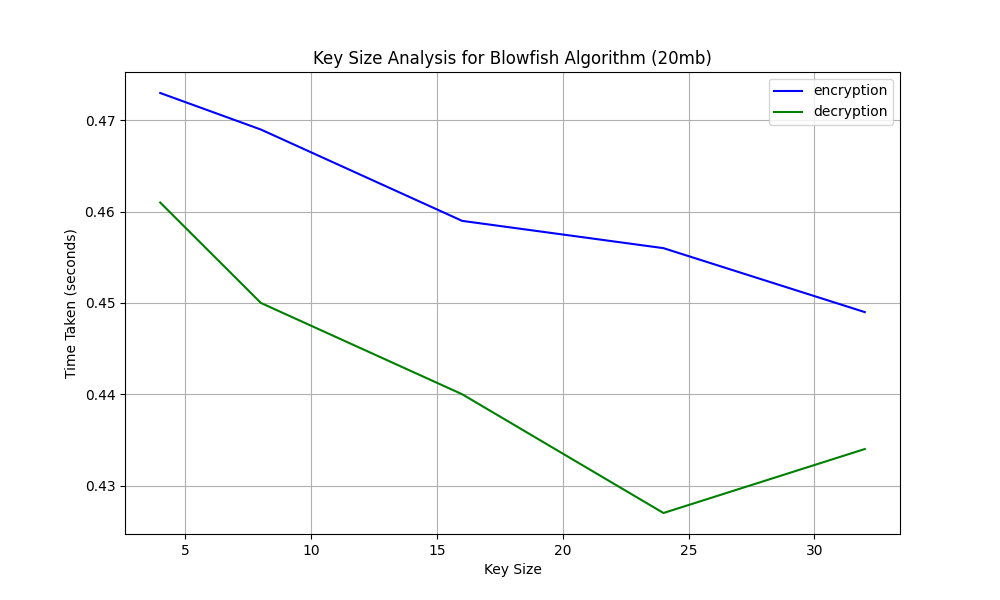 Key Size Analysis for Blowfish Algorithm (20mb)
encryption
decryption
Time Taken (seconds)
0.47
0.46
0.45
0.44
0.43
5 10 15 20 25 30
Key Size